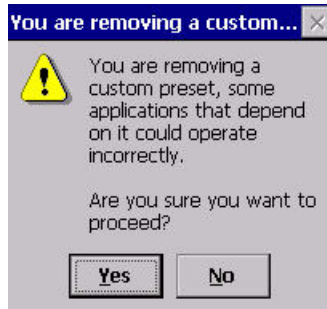 You are removing a custom...
You are removing a
custom preset, some
applications that depend
on it could operate
incorrectly.
Are you sure you want to
proceed?
Yes
No